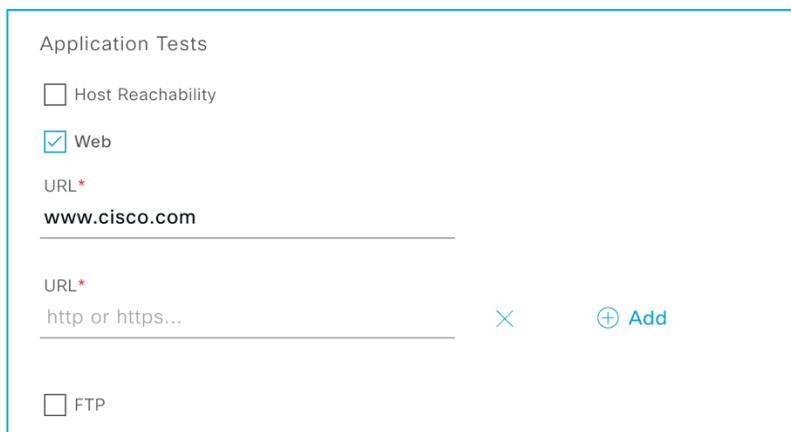 Application Tests
Host Reachability
Web
URL*
www.cisco.com
URL*
http or https...
Add
FTP